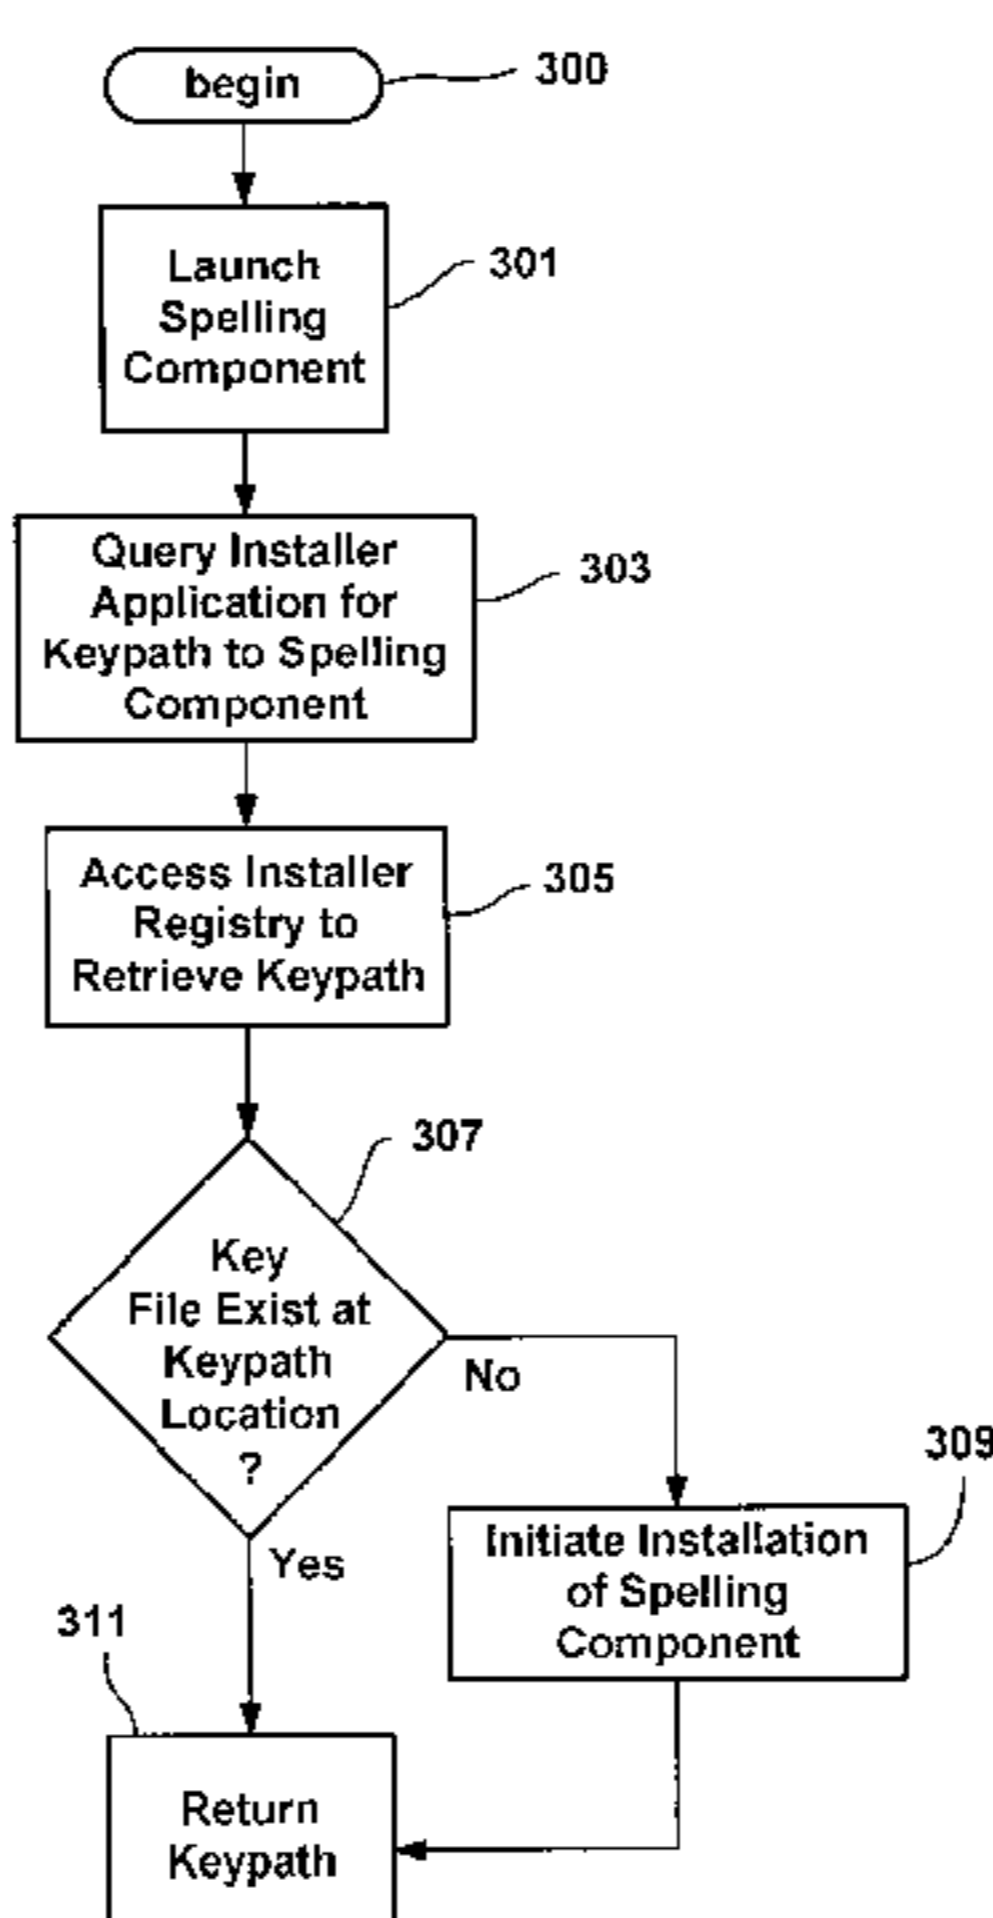 begin
300
Launch
Spelling
Component
301
Query Installer
Application for
Keypath to Spelling
Component
303
Access Installer
Registry to
Retrieve Keypath
305
307
Key
File Exist at
Keypath
Location
?
No
Yes
309
Initiate Installation
of Spelling
Component
311
Return
Keypath